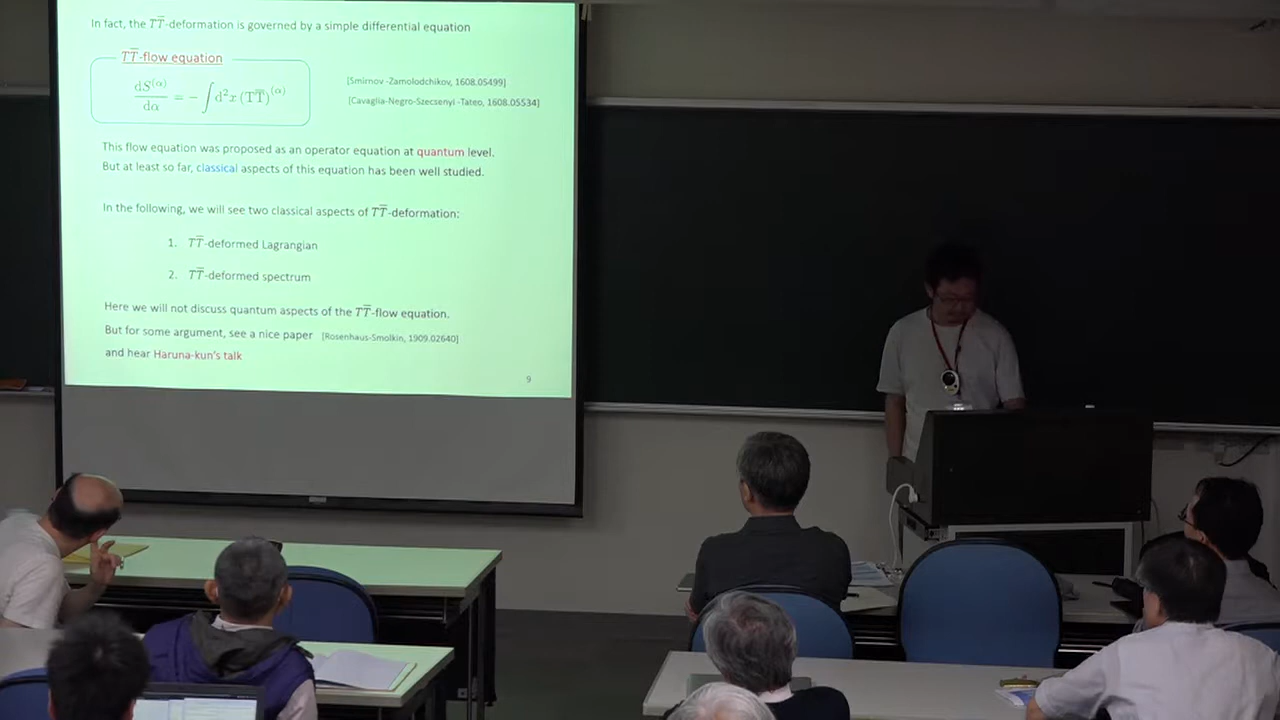 In fact, the TT̅-deformation is governed by a simple differential equation
TT̅-flow equation
dS^(α)/dα = − ∫ d²x (TT̅)^(α)
[Smirnov -Zamolodchikov, 1608.05499]
[Cavaglia-Negro-Szecsenyi -Tateo, 1608.05534]
This flow equation was proposed as an operator equation at quantum level.
But at least so far, classical aspects of this equation has been well studied.
In the following, we will see two classical aspects of TT̅-deformation:
1. TT̅-deformed Lagrangian
2. TT̅-deformed spectrum
Here we will not discuss quantum aspects of the TT̅-flow equation.
But for some argument, see a nice paper [Rosenhaus-Smolkin, 1909.02640]
and hear Haruna-kun's talk
9